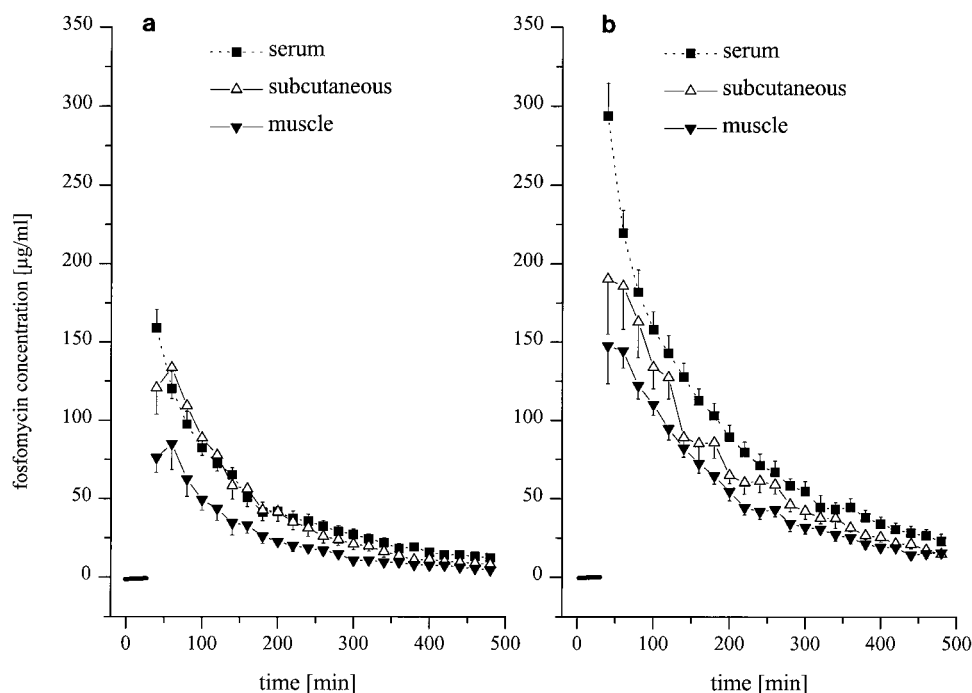 a
serum
subcutaneous
muscle
b
serum
subcutaneous
muscle
fosfomycin concentration [µg/ml]
350
300
250
200
150
100
50
0
0 100 200 300 400 500
time [min]
350
300
250
200
150
100
50
0
0 100 200 300 400 500
time [min]